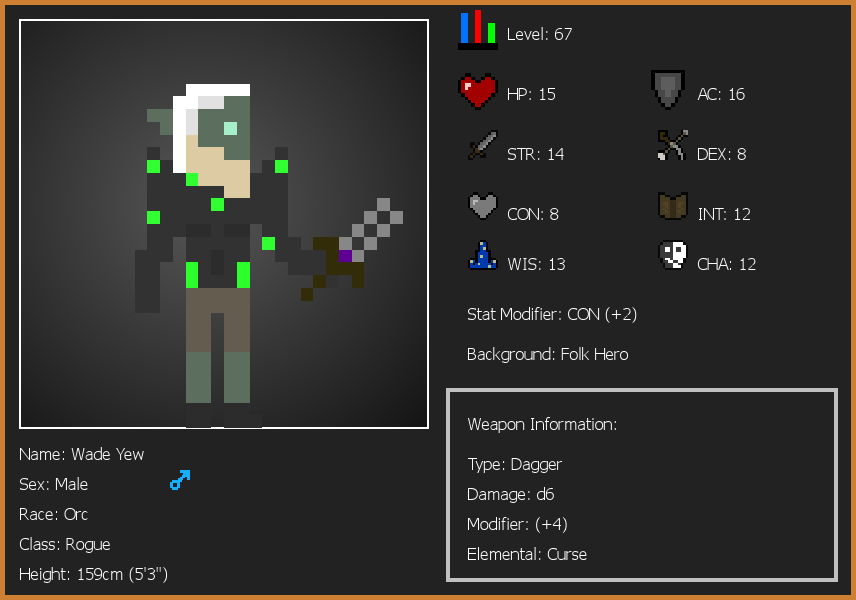 Level: 67
HP: 15
AC: 16
STR: 14
DEX: 8
CON: 8
INT: 12
WIS: 13
CHA: 12
Stat Modifier: CON (+2)
Background: Folk Hero
Weapon Information:
Type: Dagger
Damage: d6
Modifier: (+4)
Elemental: Curse
Name: Wade Yew
Sex: Male
Race: Orc
Class: Rogue
Height: 159cm (5'3")